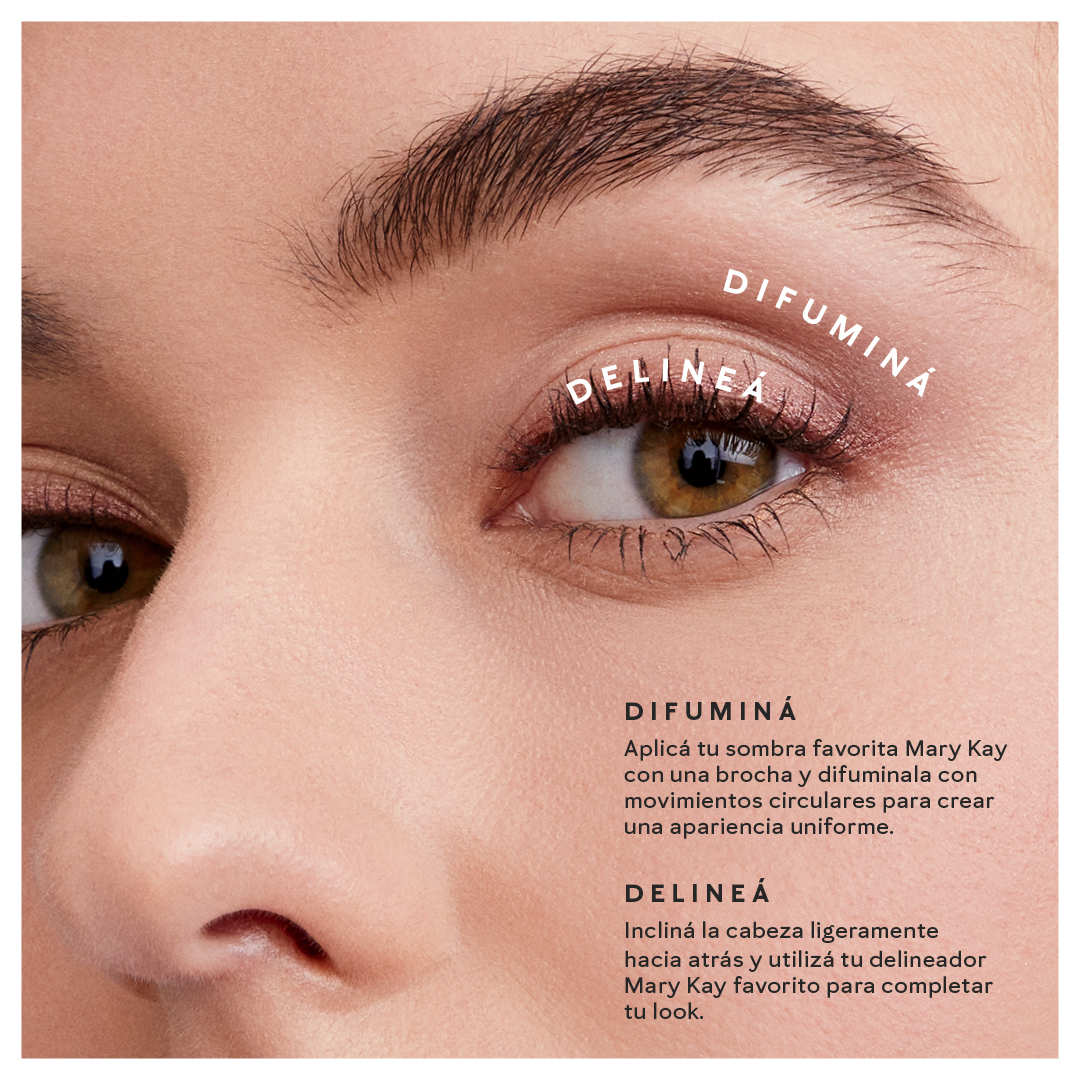 DIFUMINÁ
DELINEÁ
DIFUMINÁ
Aplicá tu sombra favorita Mary Kay
con una brocha y difuminala con
movimientos circulares para crear
una apariencia uniforme.
DELINEÁ
Incliná la cabeza ligeramente
hacia atrás y utilizá tu delineador
Mary Kay favorito para completar
tu look.